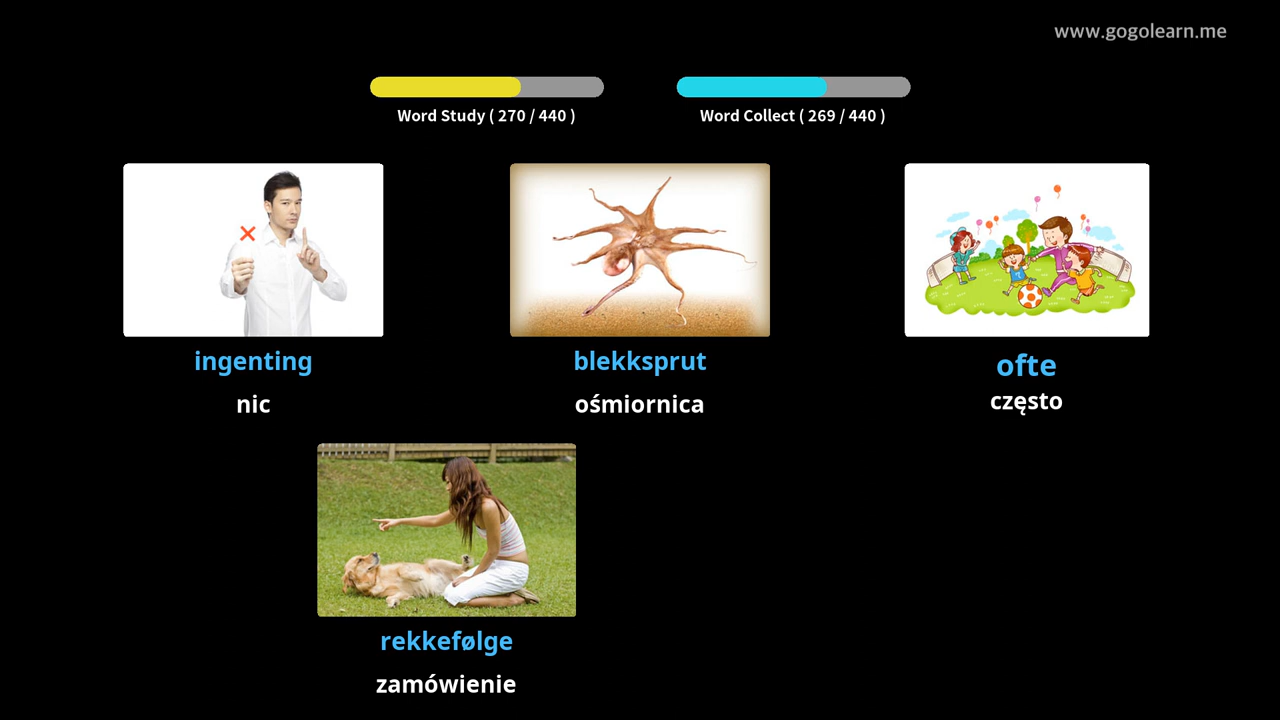 www.gogolearn.me
Word Study ( 270 / 440 )
Word Collect ( 269 / 440 )
ingenting
nic
blekksprut
ośmiornica
ofte
często
rekkefølge
zamówienie